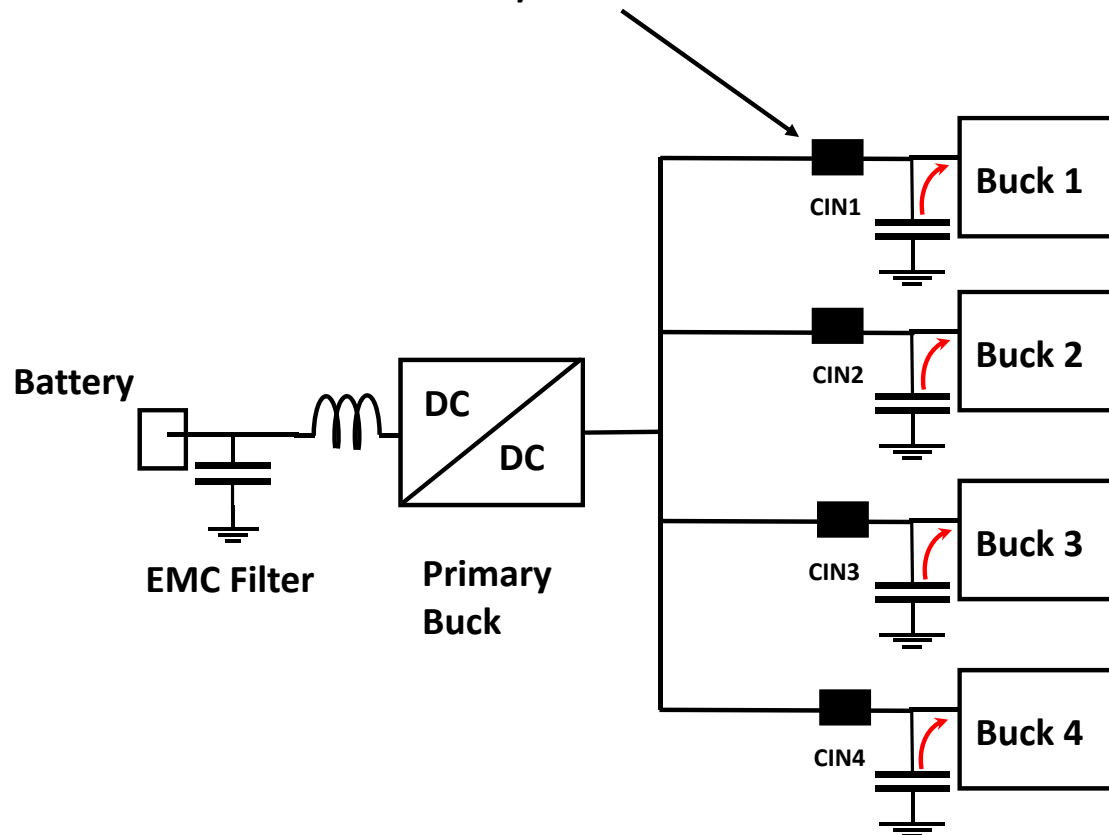 CIN1
Buck 1
CIN2
Buck 2
Battery
DC
DC
EMC Filter
Primary
Buck
CIN3
Buck 3
CIN4
Buck 4